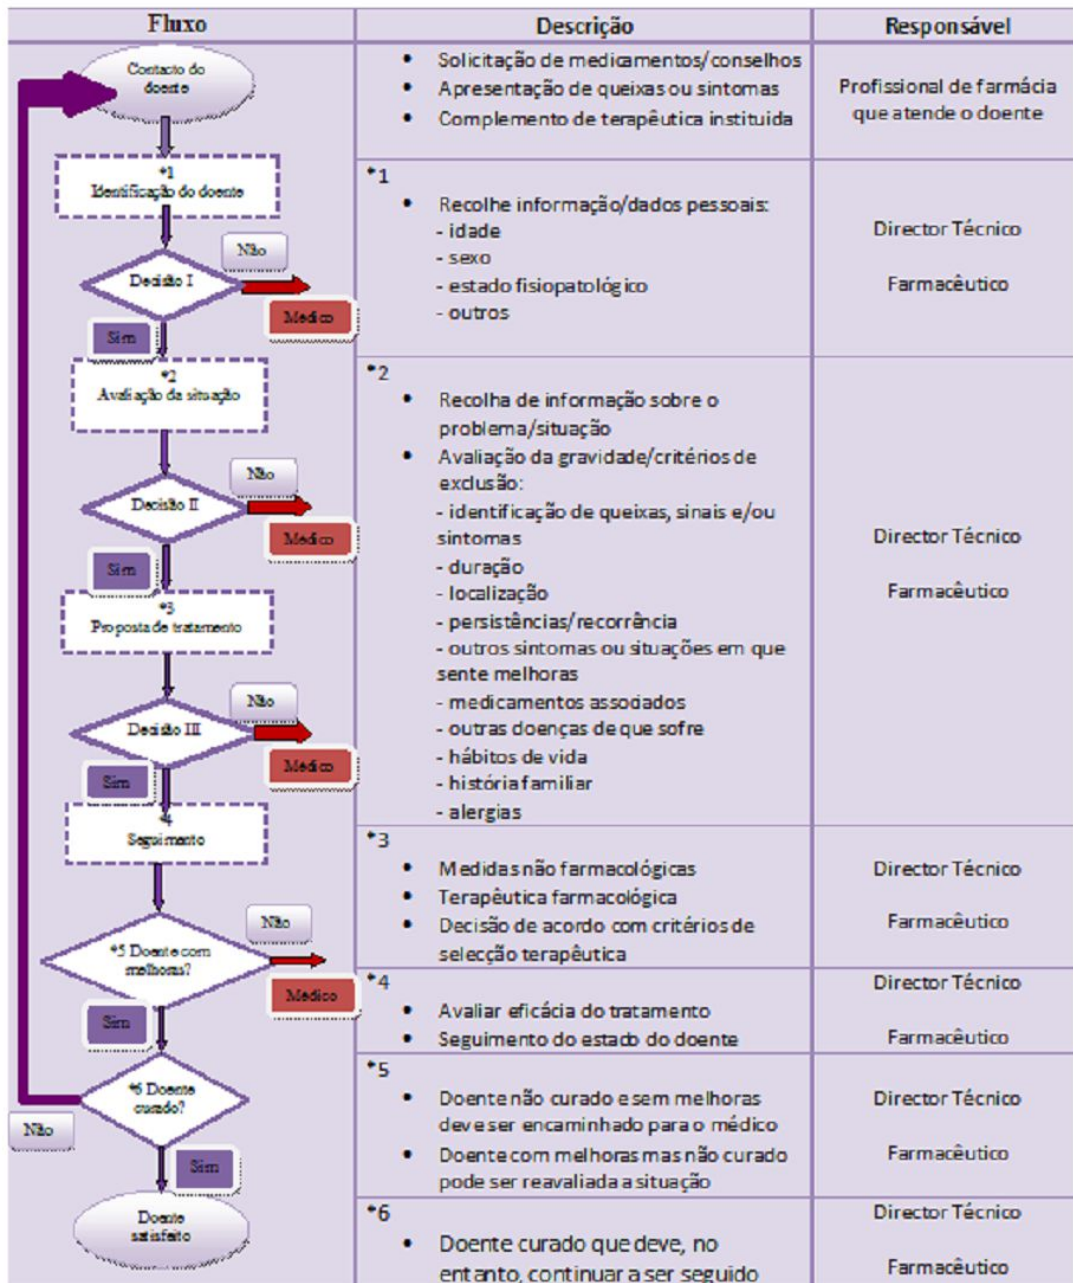 Fluxo
Descrição
Responsável
Contacto do
doente
• Solicitação de medicamentos/conselhos
• Apresentação de queixas ou sintomas
• Complemento de terapêutica instituida
Profissional de farmácia
que atende o doente
*1
Identificação do doente
Decisão I
Não
Médico
Sim
*1
• Recolhe informação/dados pessoais:
- idade
- sexo
- estado fisiopatológico
- outros
Director Técnico
Farmacêutico
*2
Avaliação da situação
Decisão II
Não
Médico
Sim
*3
Proposta de tratamento
Decisão III
Não
Médico
Sim
*2
• Recolha de informação sobre o
problema/situação
• Avaliação da gravidade/critérios de
exclusão:
- identificação de queixas, sinais e/ou
sintomas
- duração
- localização
- persistências/recorrência
- outros sintomas ou situações em que
sente melhoras
- medicamentos associados
- outras doenças de que sofre
- hábitos de vida
- história familiar
- alergias
Director Técnico
Farmacêutico
*4
Seguimento
*3
• Medidas não farmacológicas
• Terapêutica farmacológica
• Decisão de acordo com critérios de
selecção terapêutica
Director Técnico
Farmacêutico
*5 Doente com
melhoras?
Não
Médico
Sim
*4
• Avaliar eficácia do tratamento
• Seguimento do estado do doente
Director Técnico
Farmacêutico
*6 Doente
curado?
Não
Sim
*5
• Doente não curado e sem melhoras
deve ser encaminhado para o médico
• Doente com melhoras mas não curado
pode ser reavaliada a situação
Director Técnico
Farmacêutico
Doente
satisfeito
*6
• Doente curado que deve, no
entanto, continuar a ser seguido
Director Técnico
Farmacêutico